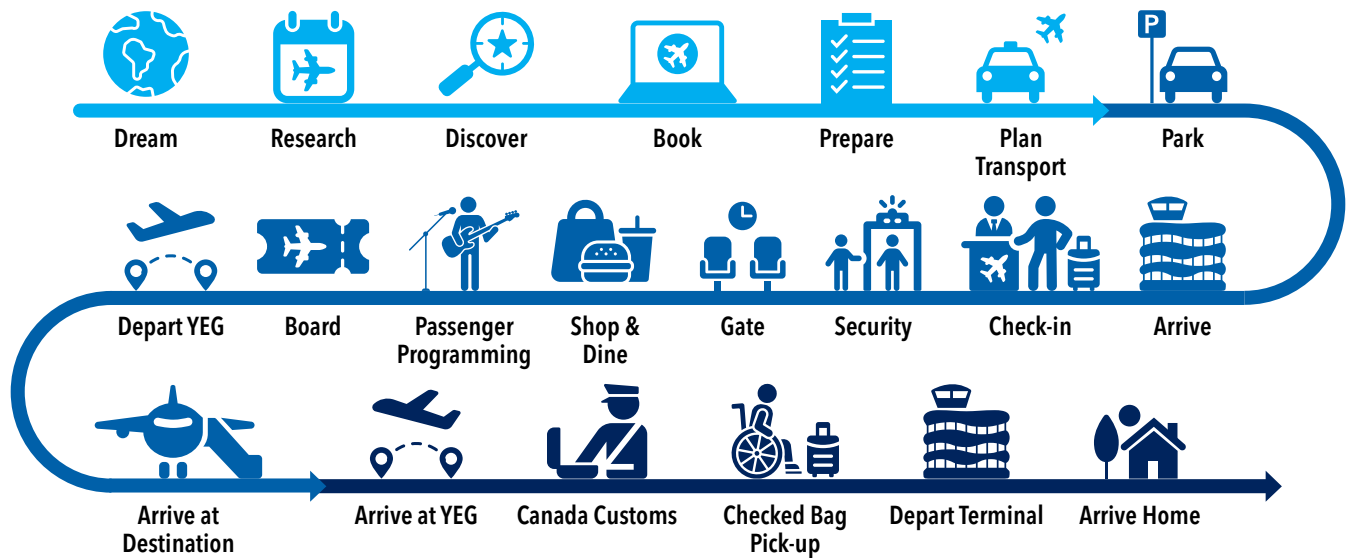 P
Dream
Research
Discover
Book
Prepare
Plan
Transport
Park
Depart YEG
Board
Passenger
Programming
Shop &
Dine
Gate
Security
Check-in
Arrive
Arrive at
Destination
Arrive at YEG
Canada Customs
Checked Bag
Pick-up
Depart Terminal
Arrive Home